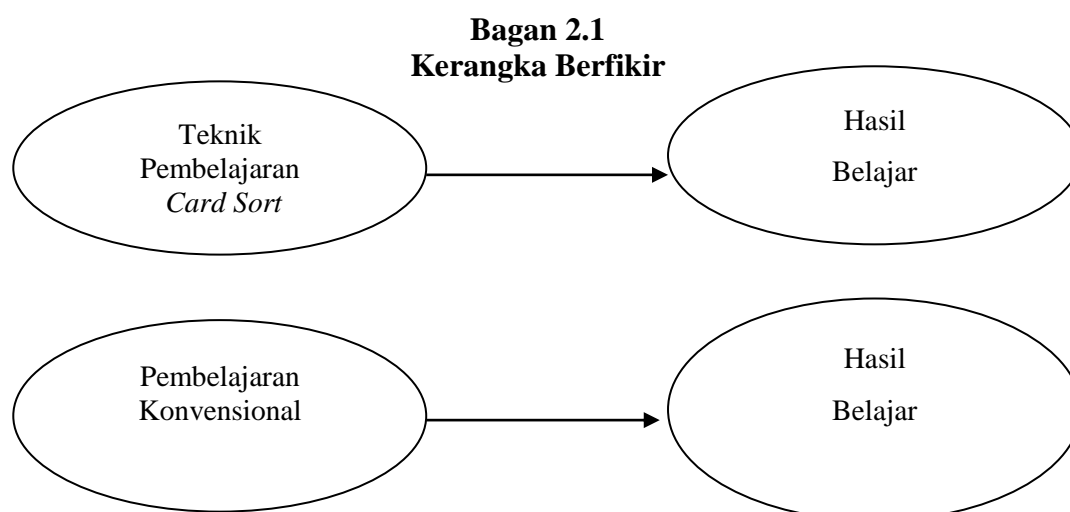 Bagan 2.1
Kerangka Berfikir
Teknik
Pembelajaran
Card Sort
Hasil
Belajar
Pembelajaran
Konvensional
Hasil
Belajar